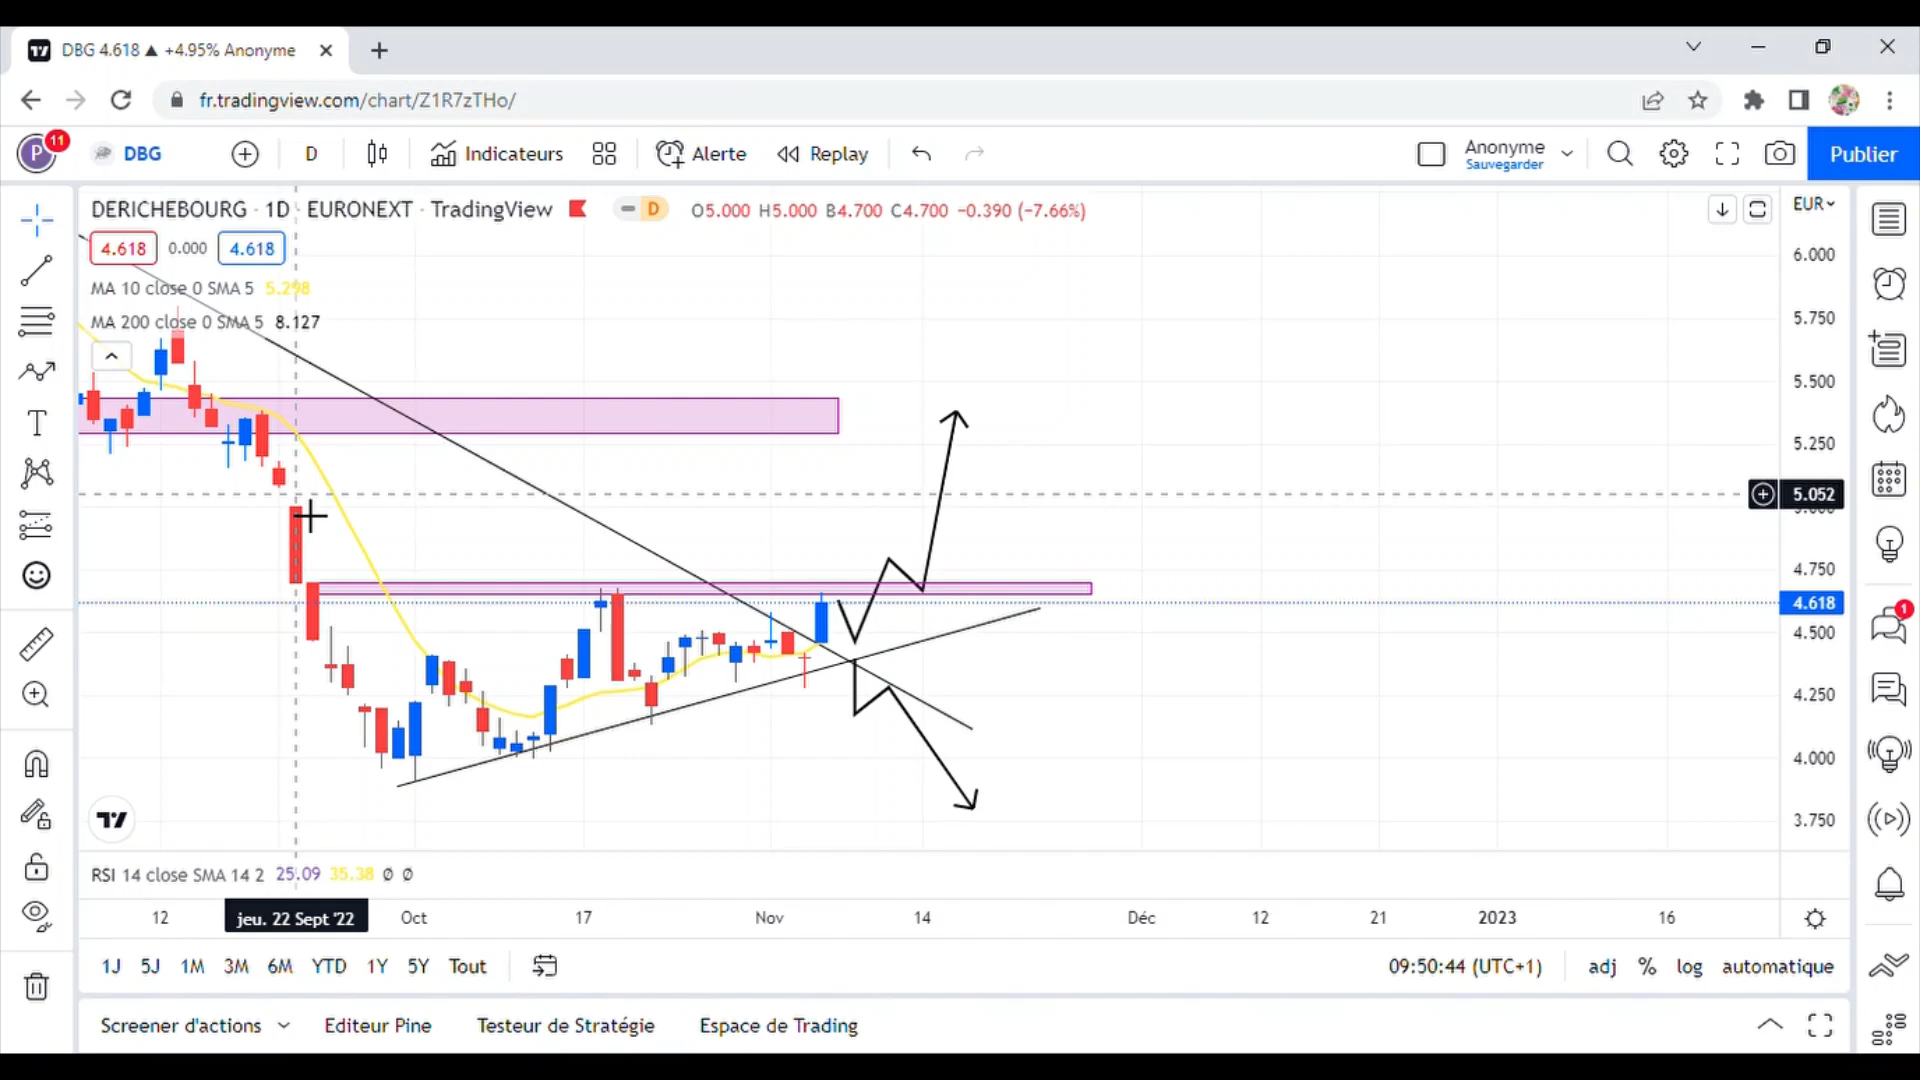 DBG 4.618 ▲ +4.95% Anonyme
fr.tradingview.com/chart/Z1R7zTHo/
P 11 DBG D Indicateurs Alerte Replay Anonyme Sauvegarder Publier
DERICHEBOURG · 1D · EURONEXT · TradingView D O5.000 H5.000 B4.700 C4.700 −0.390 (−7.66%) EUR
4.618 0.000 4.618
6.000
MA 10 close 0 SMA 5 5.298
MA 200 close 0 SMA 5 8.127
5.750
5.500
5.250
5.052
5.000
4.750
4.618
1
4.500
4.250
4.000
3.750
RSI 14 close SMA 14 2 25.09 35.38 Ø Ø
12 jeu. 22 Sept '22 Oct 17 Nov 14 Déc 12 21 2023 16
1J 5J 1M 3M 6M YTD 1Y 5Y Tout 09:50:44 (UTC+1) adj % log automatique
Screener d'actions Editeur Pine Testeur de Stratégie Espace de Trading